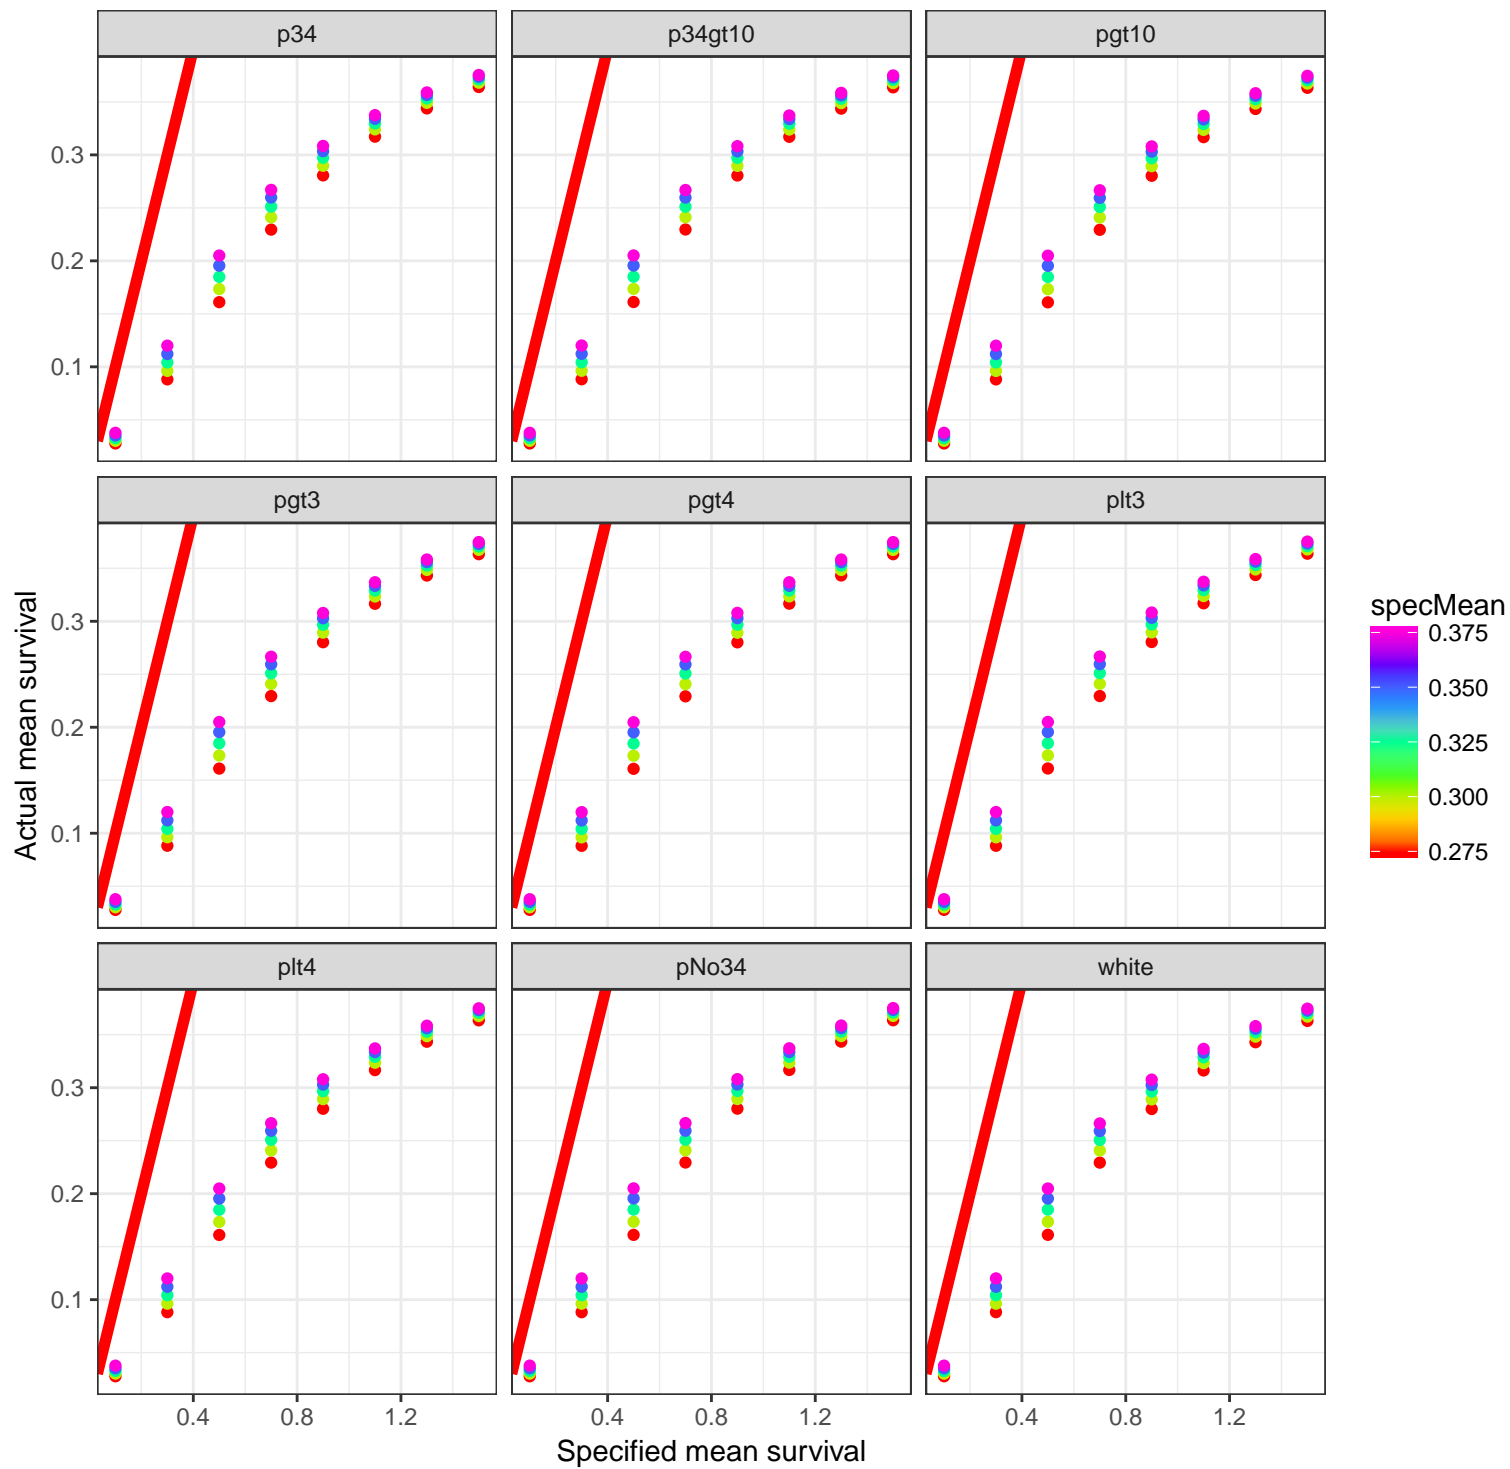 p34
p34gt10
pgt10
0.3
0.2
0.1
pgt3
pgt4
plt3
0.3
0.2
0.1
Actual mean survival
plt4
pNo34
white
0.3
0.2
0.1
0.4
0.8
1.2
0.4
0.8
1.2
0.4
0.8
1.2
Specified mean survival
specMean
0.375
0.350
0.325
0.300
0.275